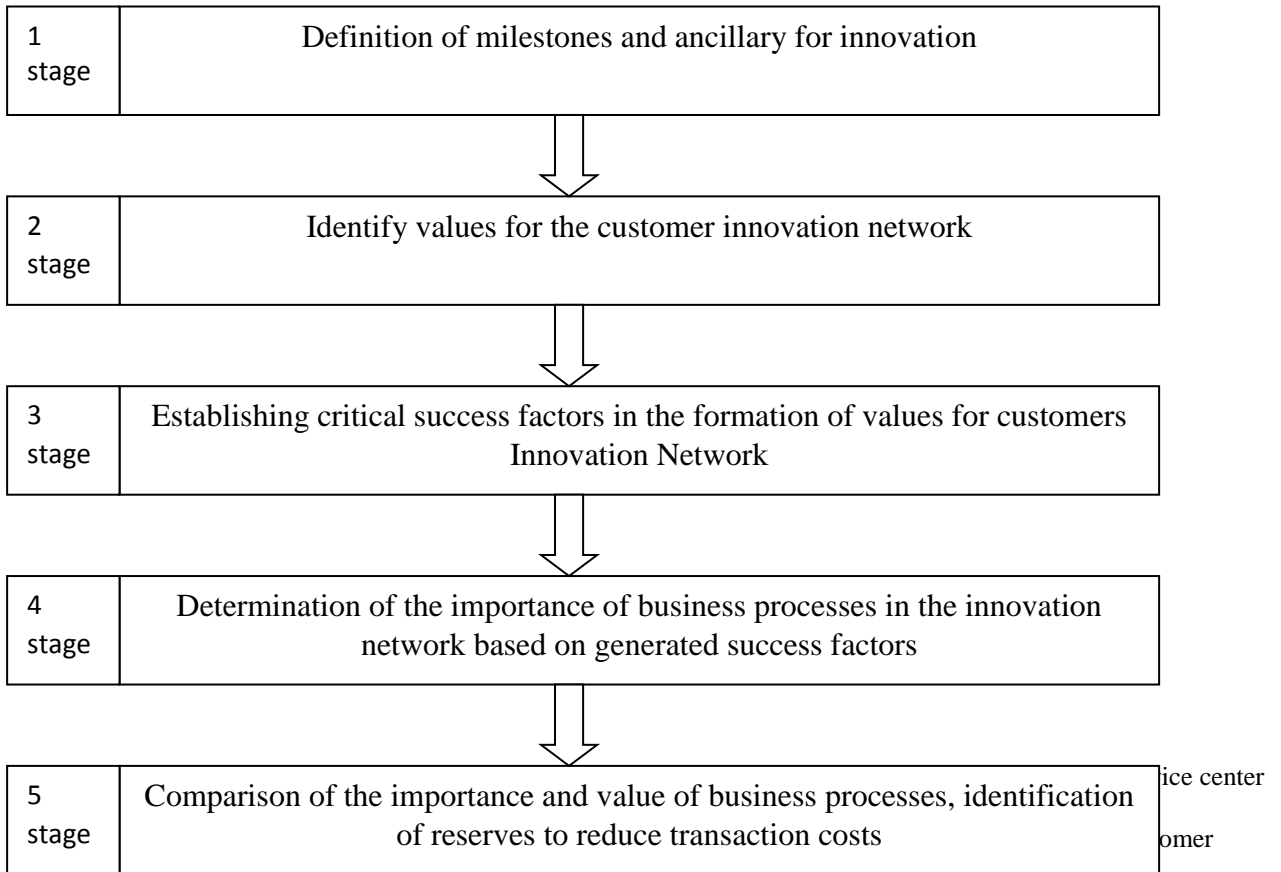 1
stage
Definition of milestones and ancillary for innovation
2
stage
Identify values for the customer innovation network
3
stage
Establishing critical success factors in the formation of values for customers
Innovation Network
4
stage
Determination of the importance of business processes in the innovation
network based on generated success factors
5
stage
Comparison of the importance and value of business processes, identification
of reserves to reduce transaction costs
ice center
omer